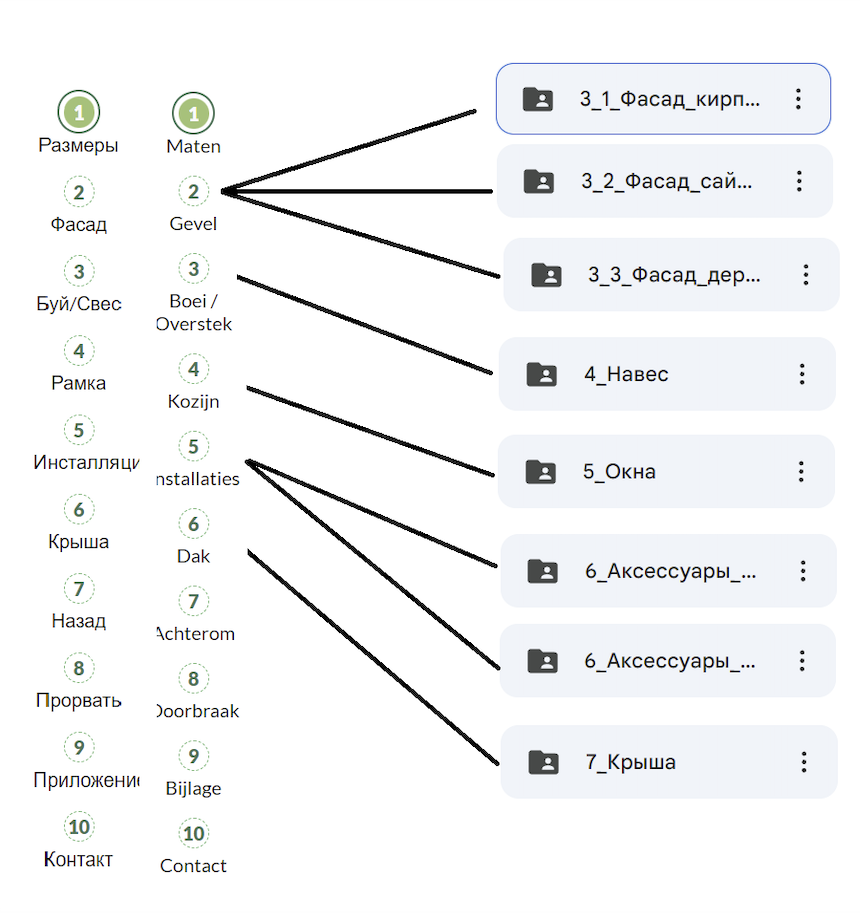 1
Размеры
2
Фасад
3
Буй/Свес
4
Рамка
5
Инсталляци
6
Крыша
7
Назад
8
Прорвать
9
Приложени
10
Контакт
1
Maten
2
Gevel
3
Boei /
Overstek
4
Kozijn
5
nstallaties
6
Dak
7
Achterom
8
Doorbraak
9
Bijlage
10
Contact
3_1_Фасад_кирп...
3_2_Фасад_сай...
3_3_Фасад_дер...
4_Навес
5_Окна
6_Аксессуары_...
6_Аксессуары_...
7_Крыша